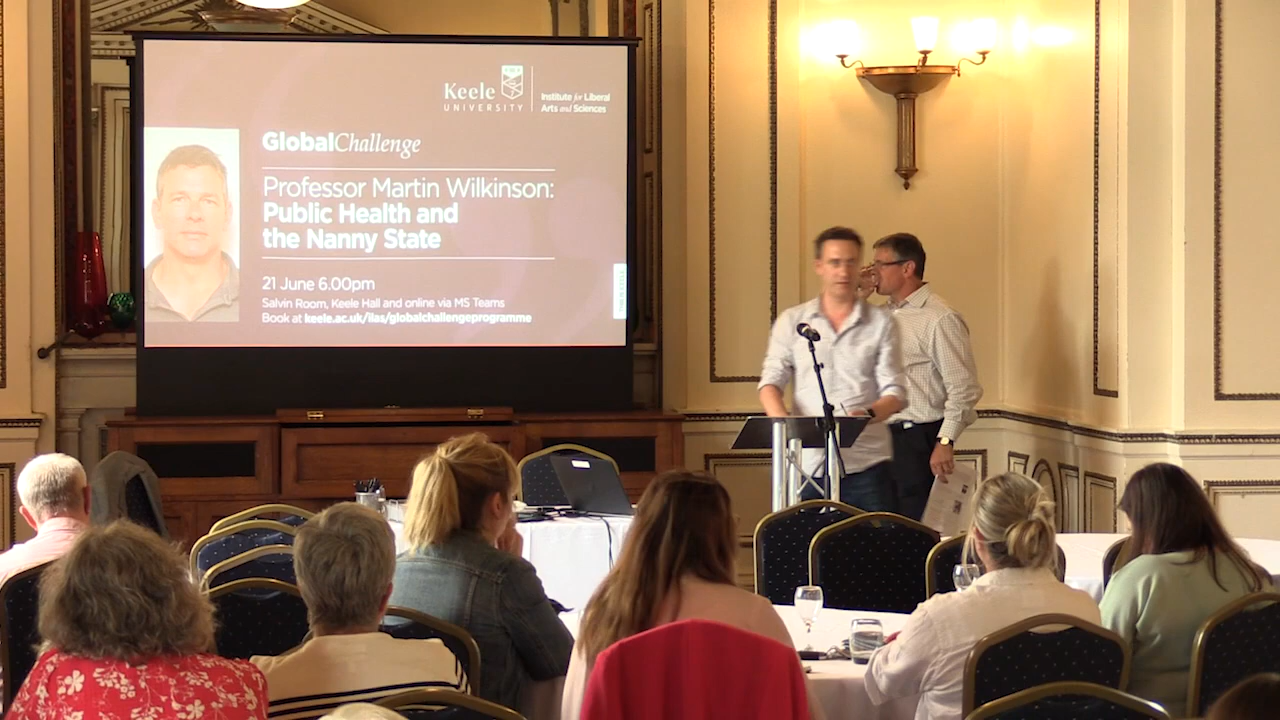 Keele
UNIVERSITY
Institute for Liberal
Arts and Sciences
GlobalChallenge
Professor Martin Wilkinson:
Public Health and
the Nanny State
21 June 6.00pm
Salvin Room, Keele Hall and online via MS Teams
Book at keele.ac.uk/ilas/globalchallengeprogramme